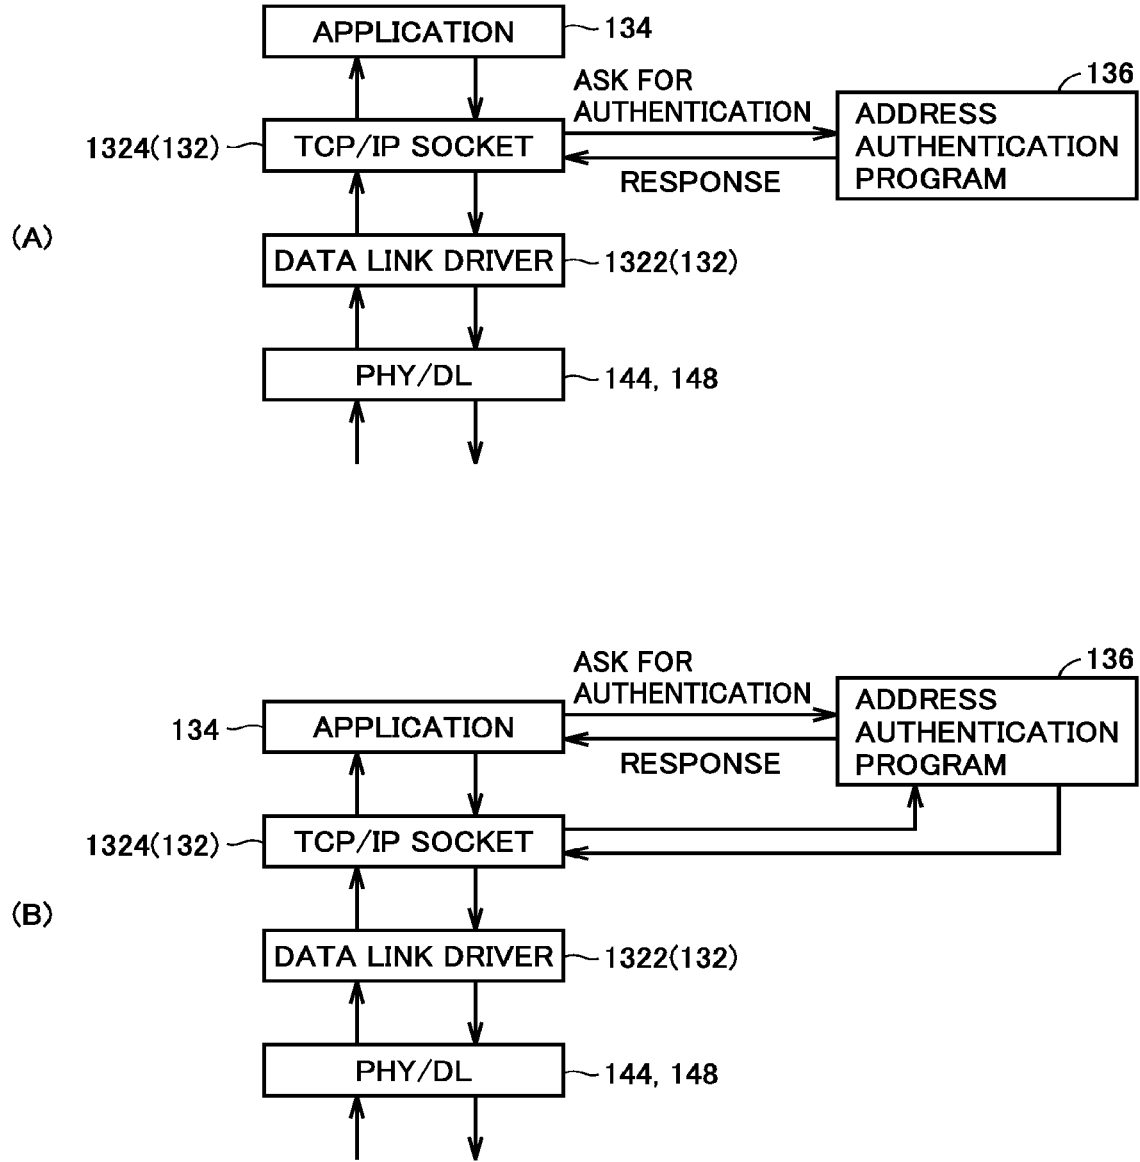 APPLICATION
134
ASK FOR
AUTHENTICATION
136
ADDRESS
AUTHENTICATION
PROGRAM
1324(132)
TCP/IP SOCKET
RESPONSE
(A)
DATA LINK DRIVER
1322(132)
PHY/DL
144, 148
ASK FOR
AUTHENTICATION
136
ADDRESS
AUTHENTICATION
PROGRAM
134
APPLICATION
RESPONSE
1324(132)
TCP/IP SOCKET
(B)
DATA LINK DRIVER
1322(132)
PHY/DL
144, 148